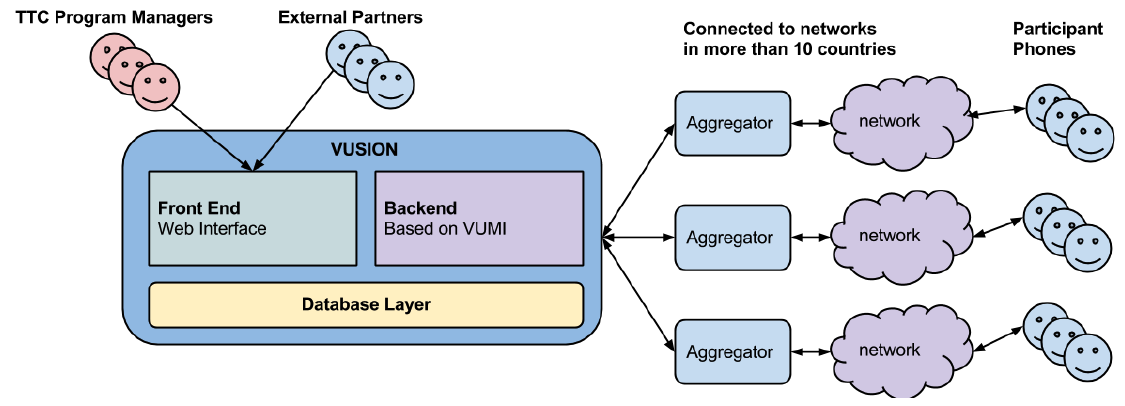 TTC Program Managers
External Partners
Connected to networks
in more than 10 countries
Participant
Phones
VUSION
Front End
Web Interface
Backend
Based on VUMI
Database Layer
Aggregator
network
Aggregator
network
Aggregator
network